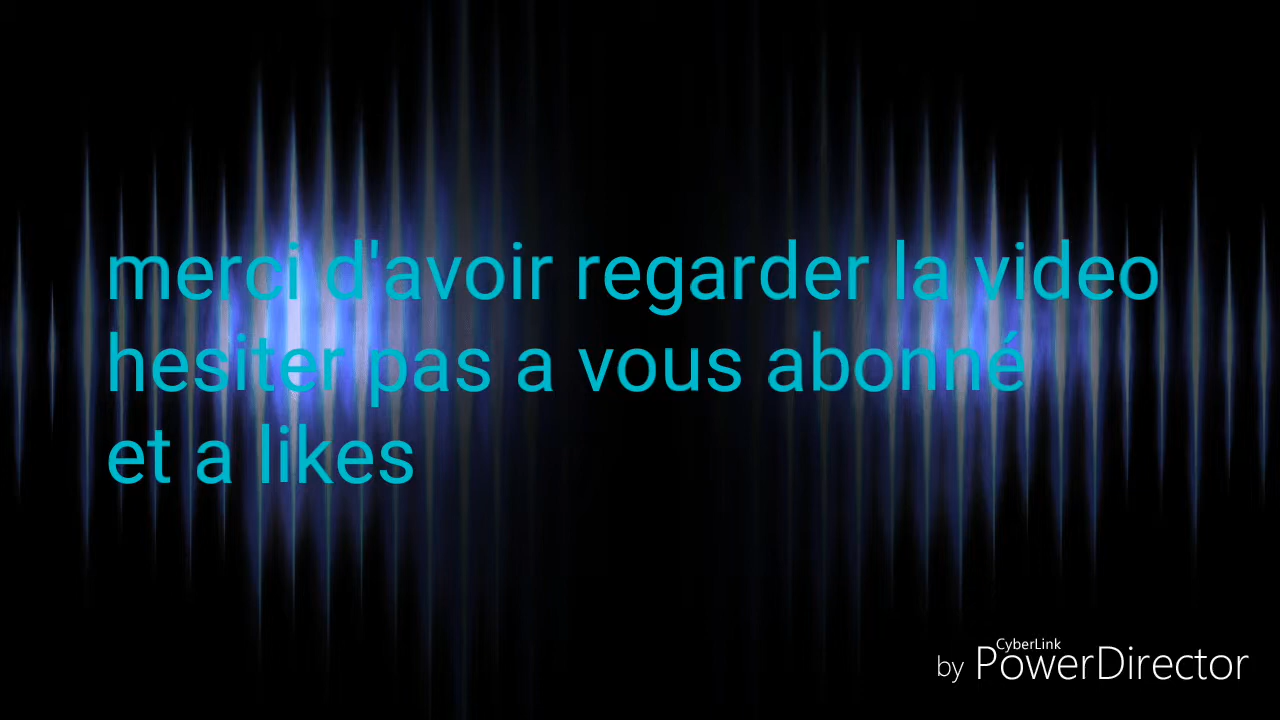 merci d'avoir regarder la video
hesiter pas a vous abonné
et a likes
CyberLink
by PowerDirector